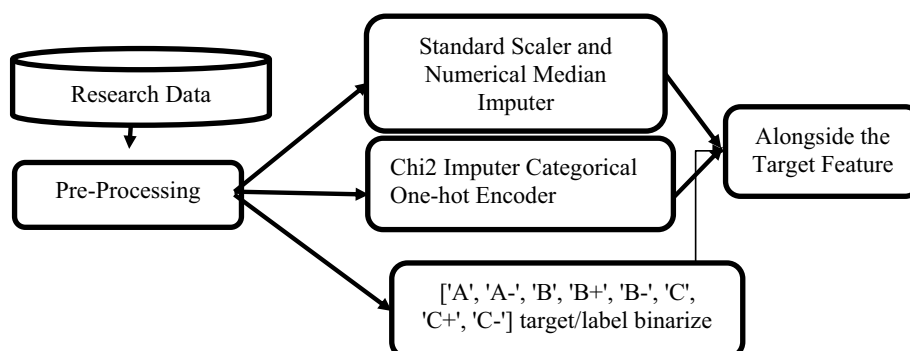 Research Data
Pre-Processing
Standard Scaler and
Numerical Median
Imputer
Chi2 Imputer Categorical
One-hot Encoder
['A', 'A-', 'B', 'B+', 'B-', 'C',
'C+', 'C-'] target/label binarize
Alongside the
Target Feature